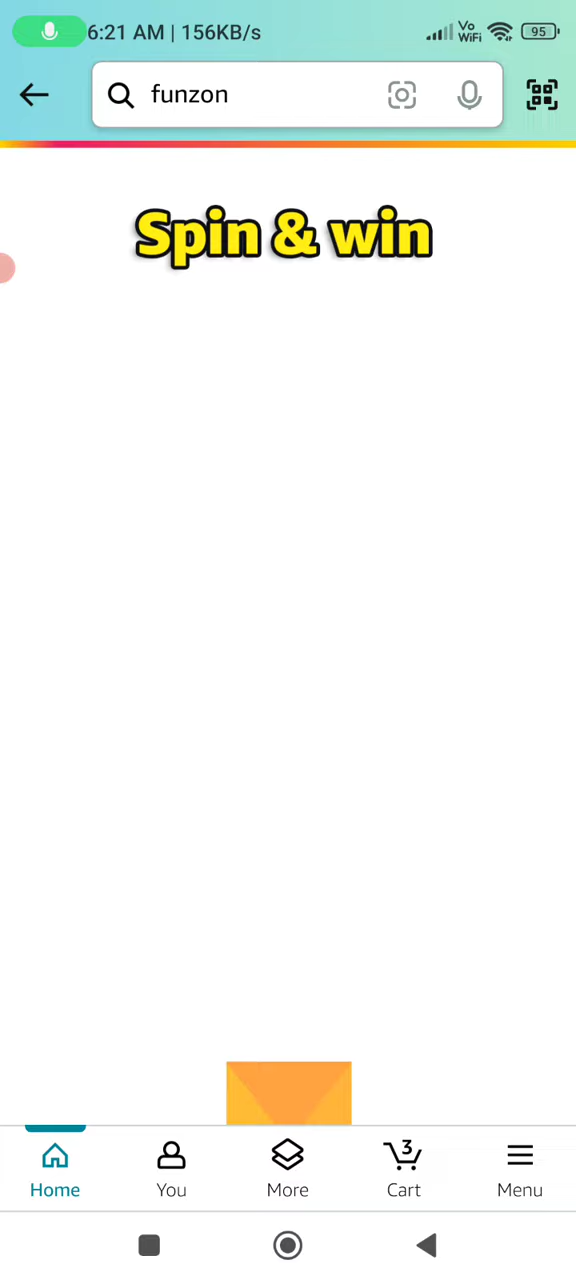 6:21 AM | 156KB/s
Vo
WiFi
95
funzon
Spin & win
3
Home
You
More
Cart
Menu